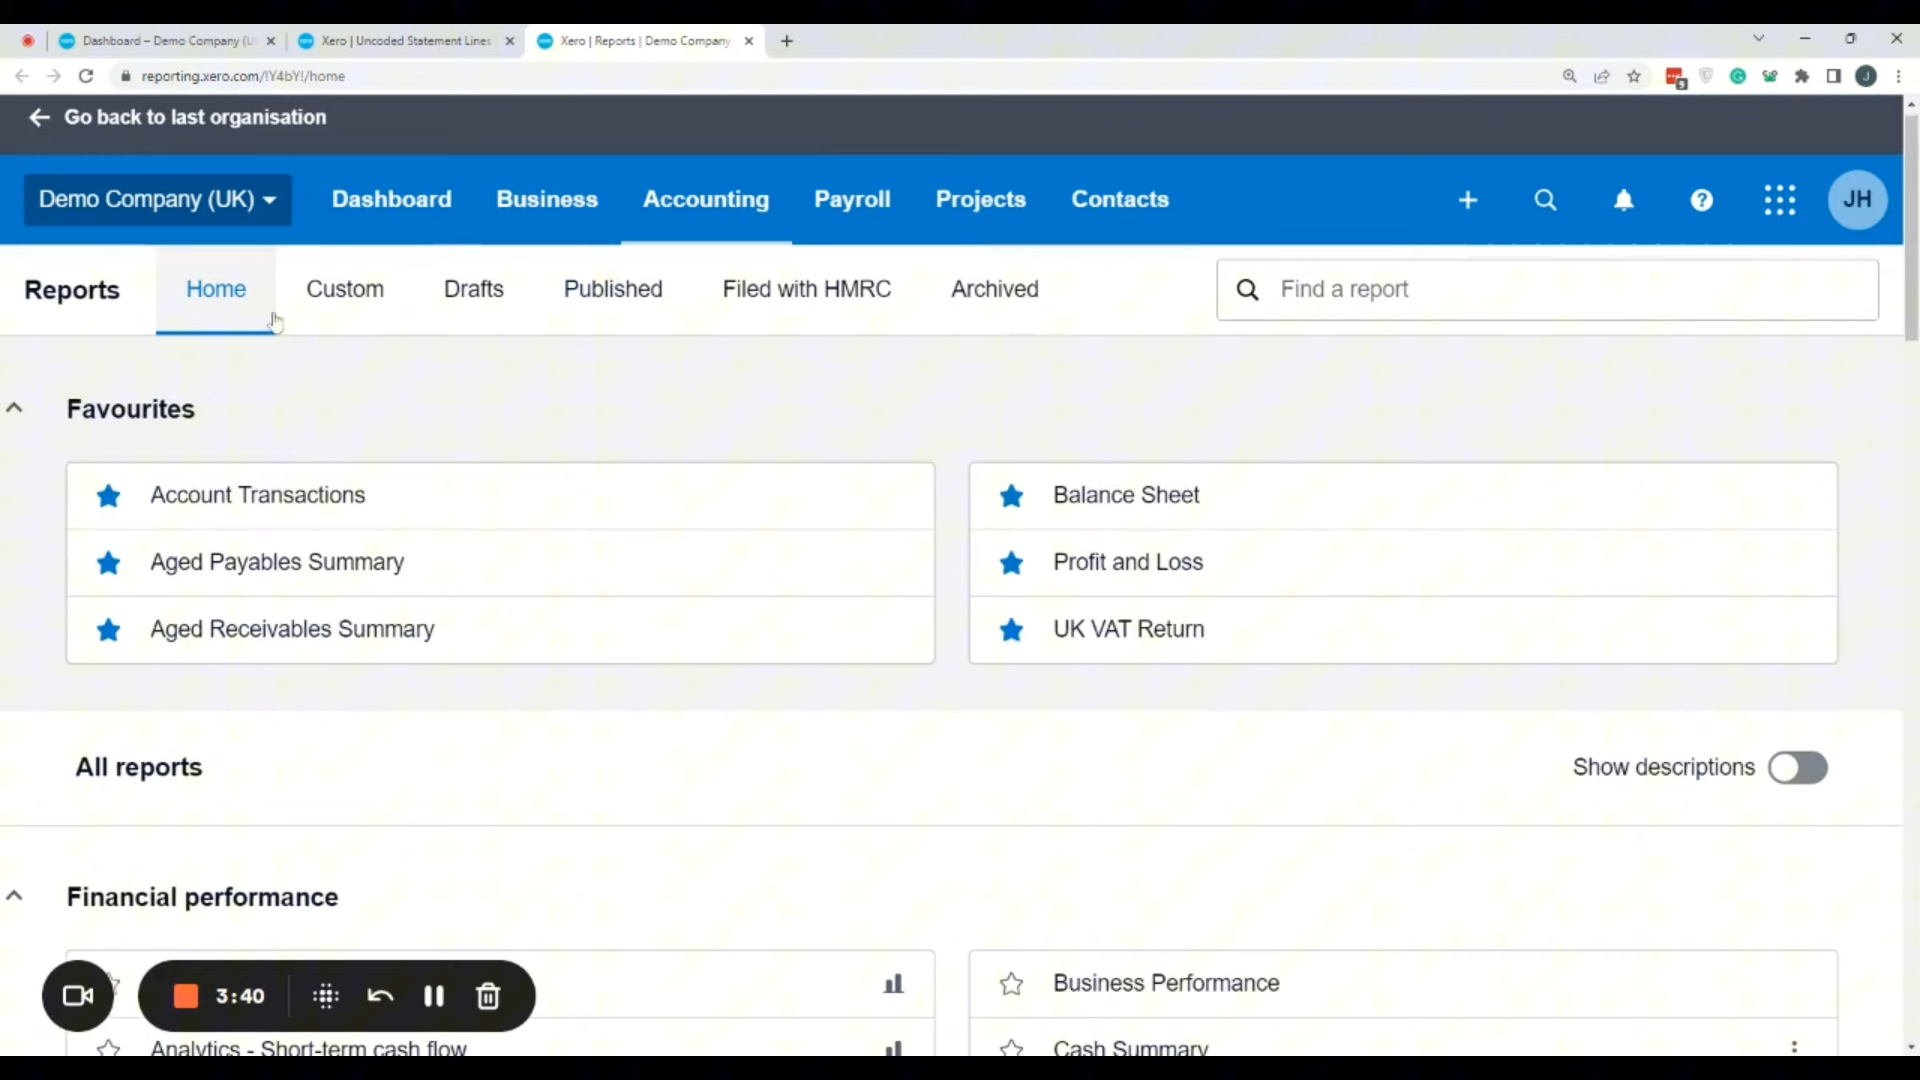 Dashboard – Demo Company (U
Xero | Uncoded Statement Lines
Xero | Reports | Demo Company
reporting.xero.com/!Y4bY!/home
J
Go back to last organisation
Demo Company (UK)
Dashboard
Business
Accounting
Payroll
Projects
Contacts
JH
Reports
Home
Custom
Drafts
Published
Filed with HMRC
Archived
Find a report
Favourites
Account Transactions
Balance Sheet
Aged Payables Summary
Profit and Loss
Aged Receivables Summary
UK VAT Return
All reports
Show descriptions
Financial performance
Business Performance
3:40
Analytics - Short-term cash flow
Cash Summary